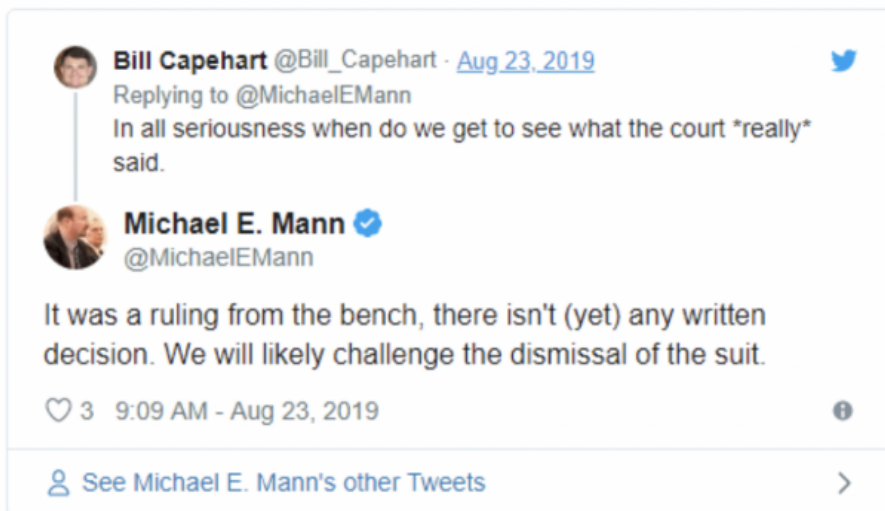 Bill Capehart @Bill_Capehart · Aug 23, 2019
Replying to @MichaelEMann
In all seriousness when do we get to see what the court *really*
said.
Michael E. Mann
@MichaelEMann
It was a ruling from the bench, there isn't (yet) any written
decision. We will likely challenge the dismissal of the suit.
3 9:09 AM - Aug 23, 2019
See Michael E. Mann's other Tweets